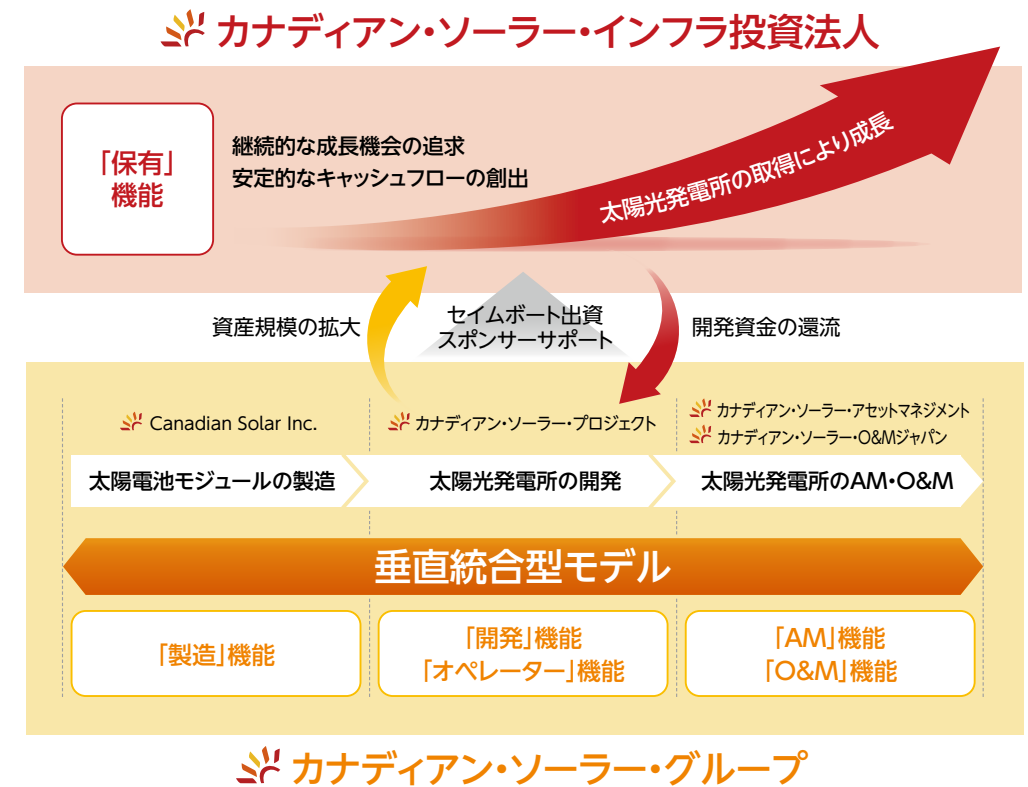 カナディアン・ソーラー・インフラ投資法人
「保有」
機能
継続的な成長機会の追求
安定的なキャッシュフローの創出
太陽光発電所の取得により成長
資産規模の拡大
セイムボート出資
スポンサーサポート
開発資金の還流
Canadian Solar Inc.
カナディアン・ソーラー・プロジェクト
カナディアン・ソーラー・アセットマネジメント
カナディアン・ソーラー・O&Mジャパン
太陽電池モジュールの製造
太陽光発電所の開発
太陽光発電所のAM・O&M
垂直統合型モデル
「製造」機能
「開発」機能
「オペレーター」機能
「AM」機能
「O&M」機能
カナディアン・ソーラー・グループ